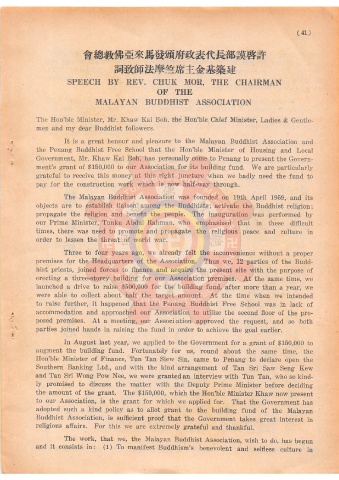 (41)
會總教佛亞來馬發頒府政表代長部漢啓許
詞教師法摩竺席主金基築建
SPEECH BY REV. CHUK MOR, THE CHAIRMAN
OF THE
MALAYAN BUDDHIST ASSOCIATION
The Hon'ble Minister, Mr. Khaw Kai Boh, the Hon'ble Chief Minister, Ladies & Gentle-
men and my dear Buddhist followers.
It is a great honour and pleasure to the Malayan Buddhist Association and
the Penang Buddhist Free School that the Hon'ble Minister of Housing and Local
Government, Mr. Khaw Kai Boh, has personally come to Penang to present the Govern-
ment's grant of $150,000 to our Association for its building fund. We are particularly
grateful to receive this money at this right juncture when we badly need the fund to
pay for the construction work which is now half-way through.
The Malayan Buddhist Association was founded on 19th April 1959, and its
objects are to establish liaison among the Buddhists; activate the Buddhist religion;
propagate the religion and benefit the people. The inauguration was performed by
our Prime Minister, Tunku Abdul Rahman, who emphasised that in these difficult
times, there was need to and propagate the religious peace and culture in
order to lessen the threat of world war.
Three to four years ago, we already felt the inconvenience without a proper
premises for the Headquarters of the Association. Thus we, 12 parties of the Budd-
hist priests, joined forces to finance and acquire the present site with the purpose of
erecting a three-storey building for our Association premises. At the same time, we
launched a drive to raise $500,000 for the building fund, after more than a year, we
were able to collect about half the target amount. At the time when we intended
to raise further, it happened that the Penang Buddhist Free School was in lack of
accommodation and approached our Association to utilise the second floor of the pro-
posed premises. At a meeting, our Association approved the request, and so both
parties joined hands in raising the fund in order to achieve the goal earlier.
In August last year, we applied to the Government for a grant of $150,000 to
augment the building fund. Fortunately for us, round about the same time, the
Hon'ble Minister of Finance, Tan Tan Siew Sin, came to Penang to declare open the
Southern Banking Ltd., and with the kind arrangement of Tan Sri Saw Seng Kew
and Tan Sri Wong Pow Nee, we were granted an interview with Tun Tan, who so kind-
ly promised to discuss the matter with the Deputy Prime Minister before deciding
the amount of the grant. The $150,000, which the Hon'ble Minister Khaw now present
to our Association, is the grant for which we applied for. That the Government has
adopted such a kind policy as to allot grant to the building fund of the Malayan
Buddhist Association, is sufficient proof that the Government takes great interest in
religious affairs. For this we are extremely grateful and thankful.
The work, that we, the Malayan Buddhist Association, wish to do, has begun
and it consists in: (1) To manifest Buddhism's benevolent and selfless culture in